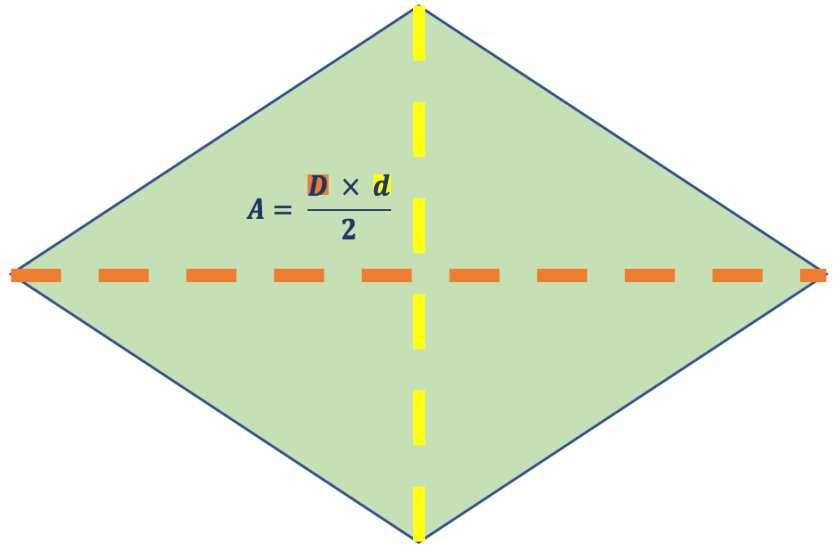 A = D × d / 2